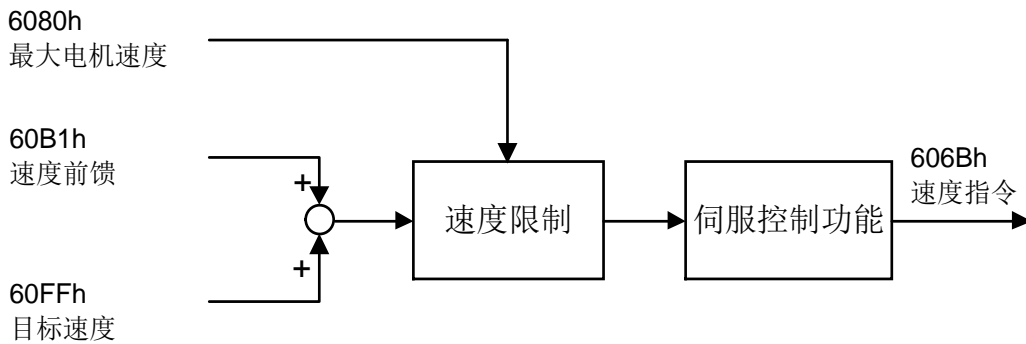 6080h
最大电机速度
60B1h
速度前馈
+
速度限制
伺服控制功能
606Bh
速度指令
+
60FFh
目标速度